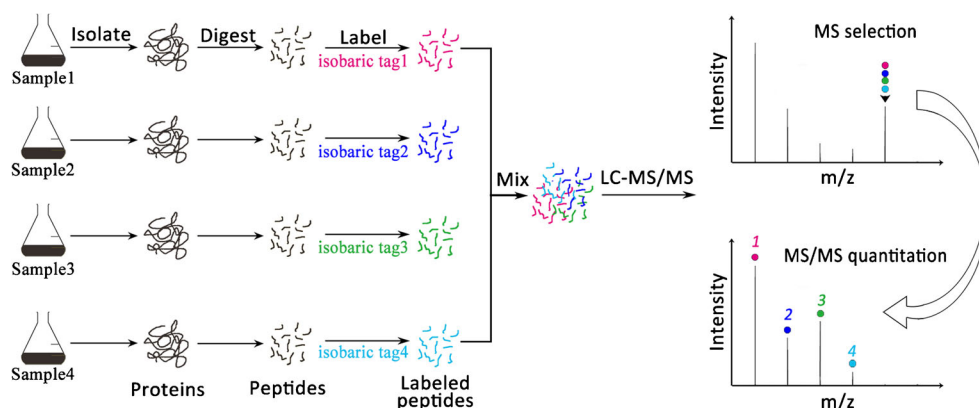 Isolate
Digest
Label
Sample1
isobaric tag1
Sample2
isobaric tag2
Sample3
isobaric tag3
Sample4
isobaric tag4
Proteins
Peptides
Labeled
peptides
Mix
LC-MS/MS
MS selection
Intensity
m/z
MS/MS quantitation
1
2
3
4
Intensity
m/z